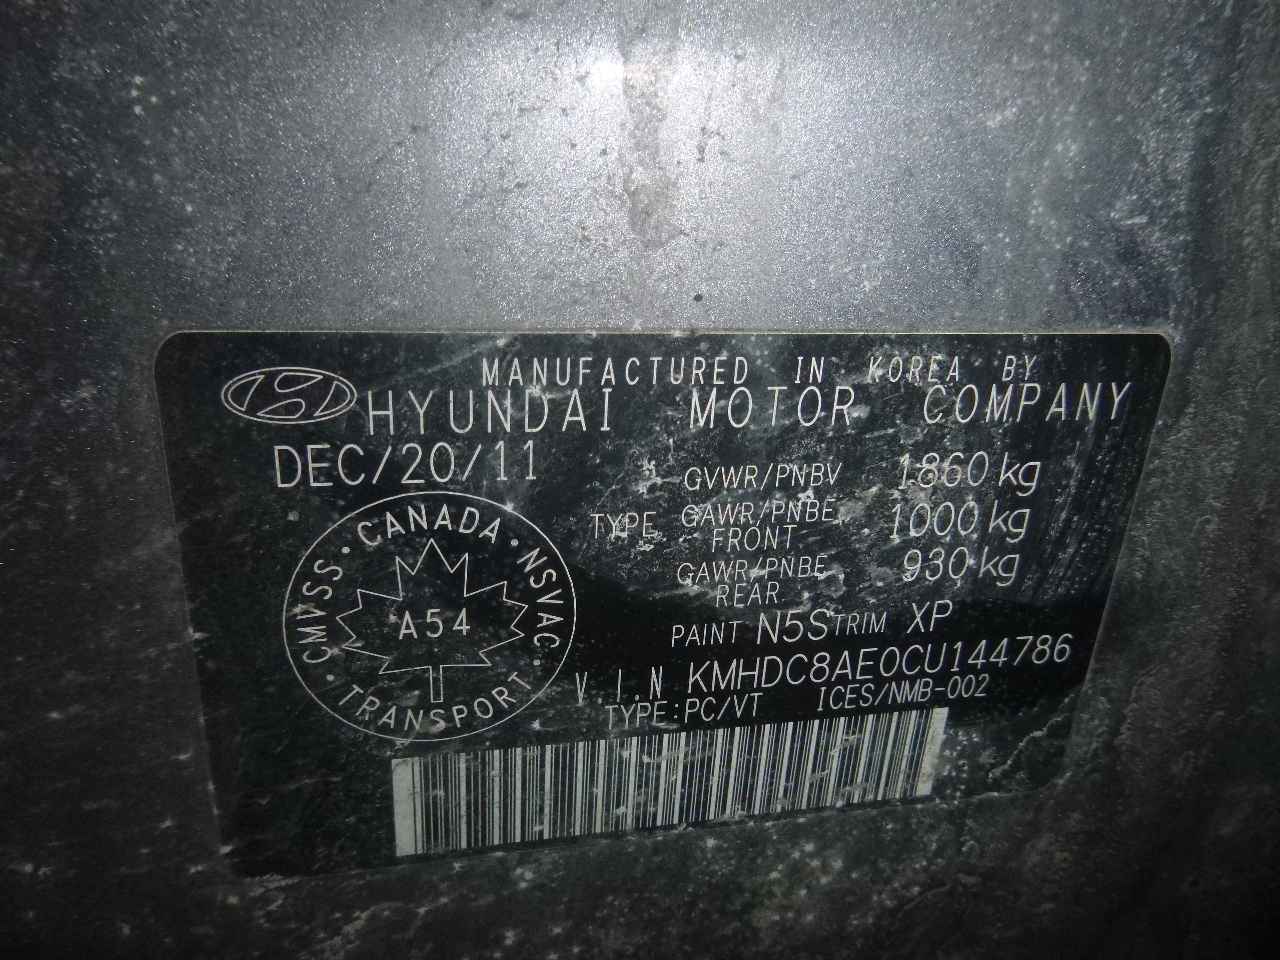 MANUFACTURED IN KOREA BY
HYUNDAI MOTOR COMPANY
DEC/20/11
GVWR/PNBV 1860 kg
TYPE GAWR/PNBE FRONT 1000 kg
GAWR/PNBE REAR 930 kg
PAINT N5S TRIM XP
V.I.N KMHDC8AE0CU144786
TYPE:PC/VT ICES/NMB-002
CMVSS · CANADA · NSVAC · TRANSPORT ·
A54